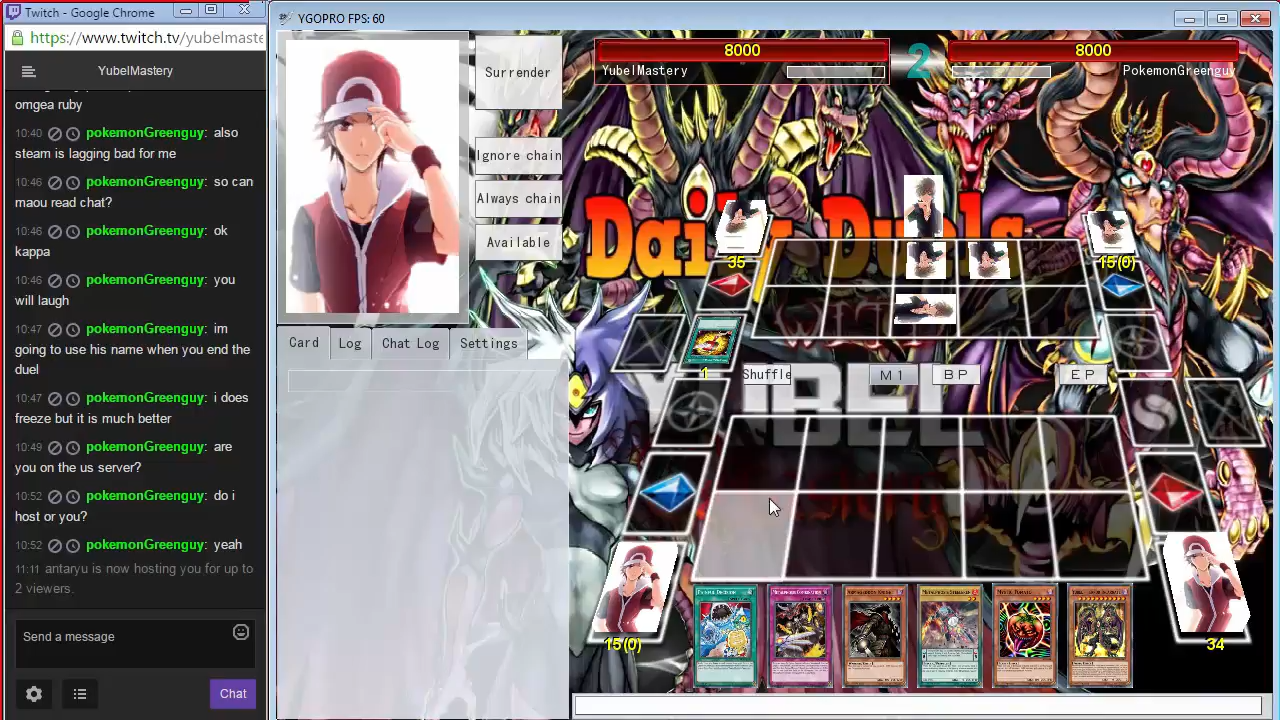 Twitch - Google Chrome
https://www.twitch.tv/yubelmaste
YubelMastery
omgea ruby
10:40 pokemonGreenguy: also
steam is lagging bad for me
10:46 pokemonGreenguy: so can
maou read chat?
10:46 pokemonGreenguy: ok
kappa
10:46 pokemonGreenguy: you
will laugh
10:47 pokemonGreenguy: im
going to use his name when you end the
duel
10:47 pokemonGreenguy: i does
freeze but it is much better
10:49 pokemonGreenguy: are
you on the us server?
10:52 pokemonGreenguy: do i
host or you?
10:52 pokemonGreenguy: yeah
11:11 antaryu is now hosting you for up to
2 viewers.
Send a message
Chat
YGOPRO FPS: 60
Surrender
Ignore chain
Always chain
Available
Card
Log
Chat Log
Settings
8000
YubelMastery
2
8000
PokemonGreenguy
Daily Duels
35
15(0)
WITH
1
Shuffle
M 1
B P
E P
YUBEL
Mastery
15(0)
34